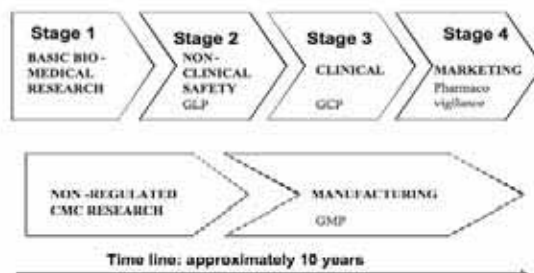 Stage 1
BASIC BIO-
MEDICAL
RESEARCH
Stage 2
NON-
CLINICAL
SAFETY
GLP
Stage 3
CLINICAL
GCP
Stage 4
MARKETING
Pharmaco
vigilance
NON -REGULATED
CMC RESEARCH
MANUFACTURING
GMP
Time line: approximately 10 years